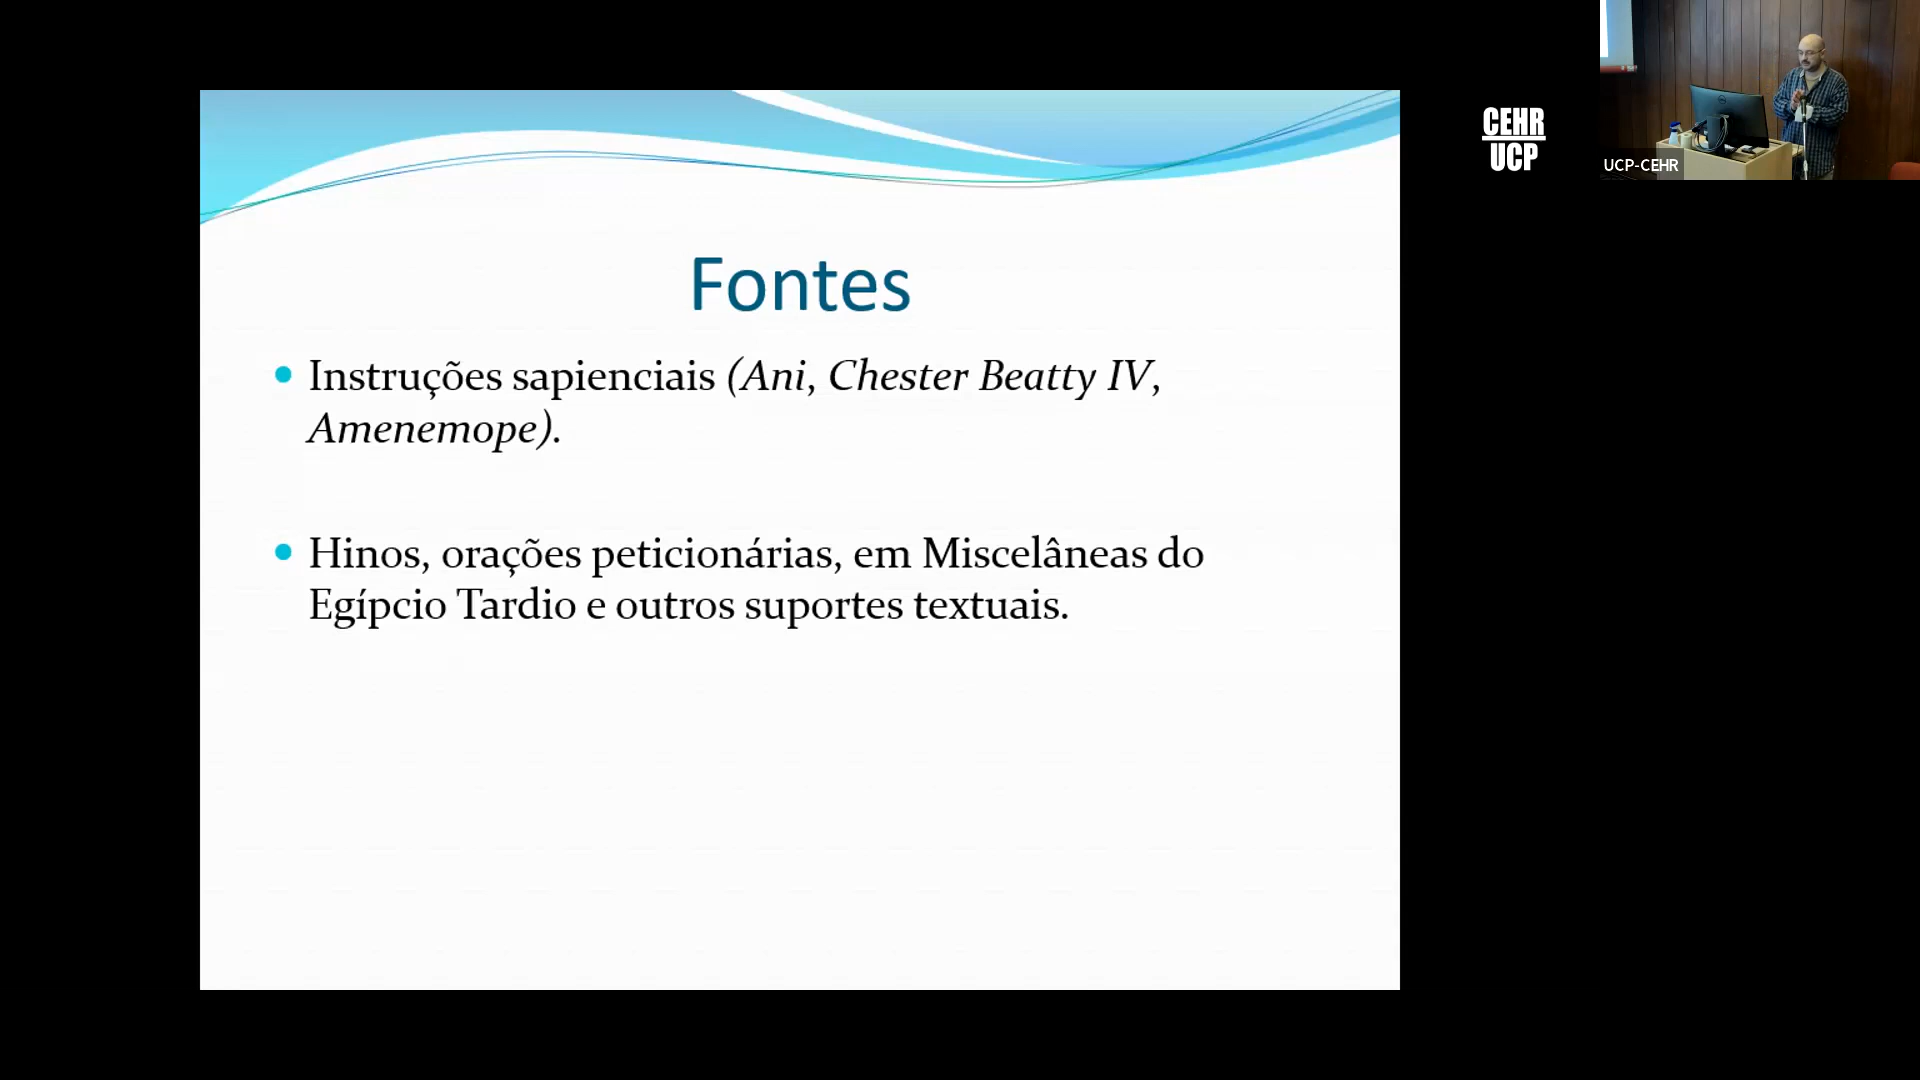 Fontes
• Instruções sapienciais (Ani, Chester Beatty IV,
Amenemope).
• Hinos, orações peticionárias, em Miscelâneas do
Egípcio Tardio e outros suportes textuais.
CEHR
UCP
UCP-CEHR